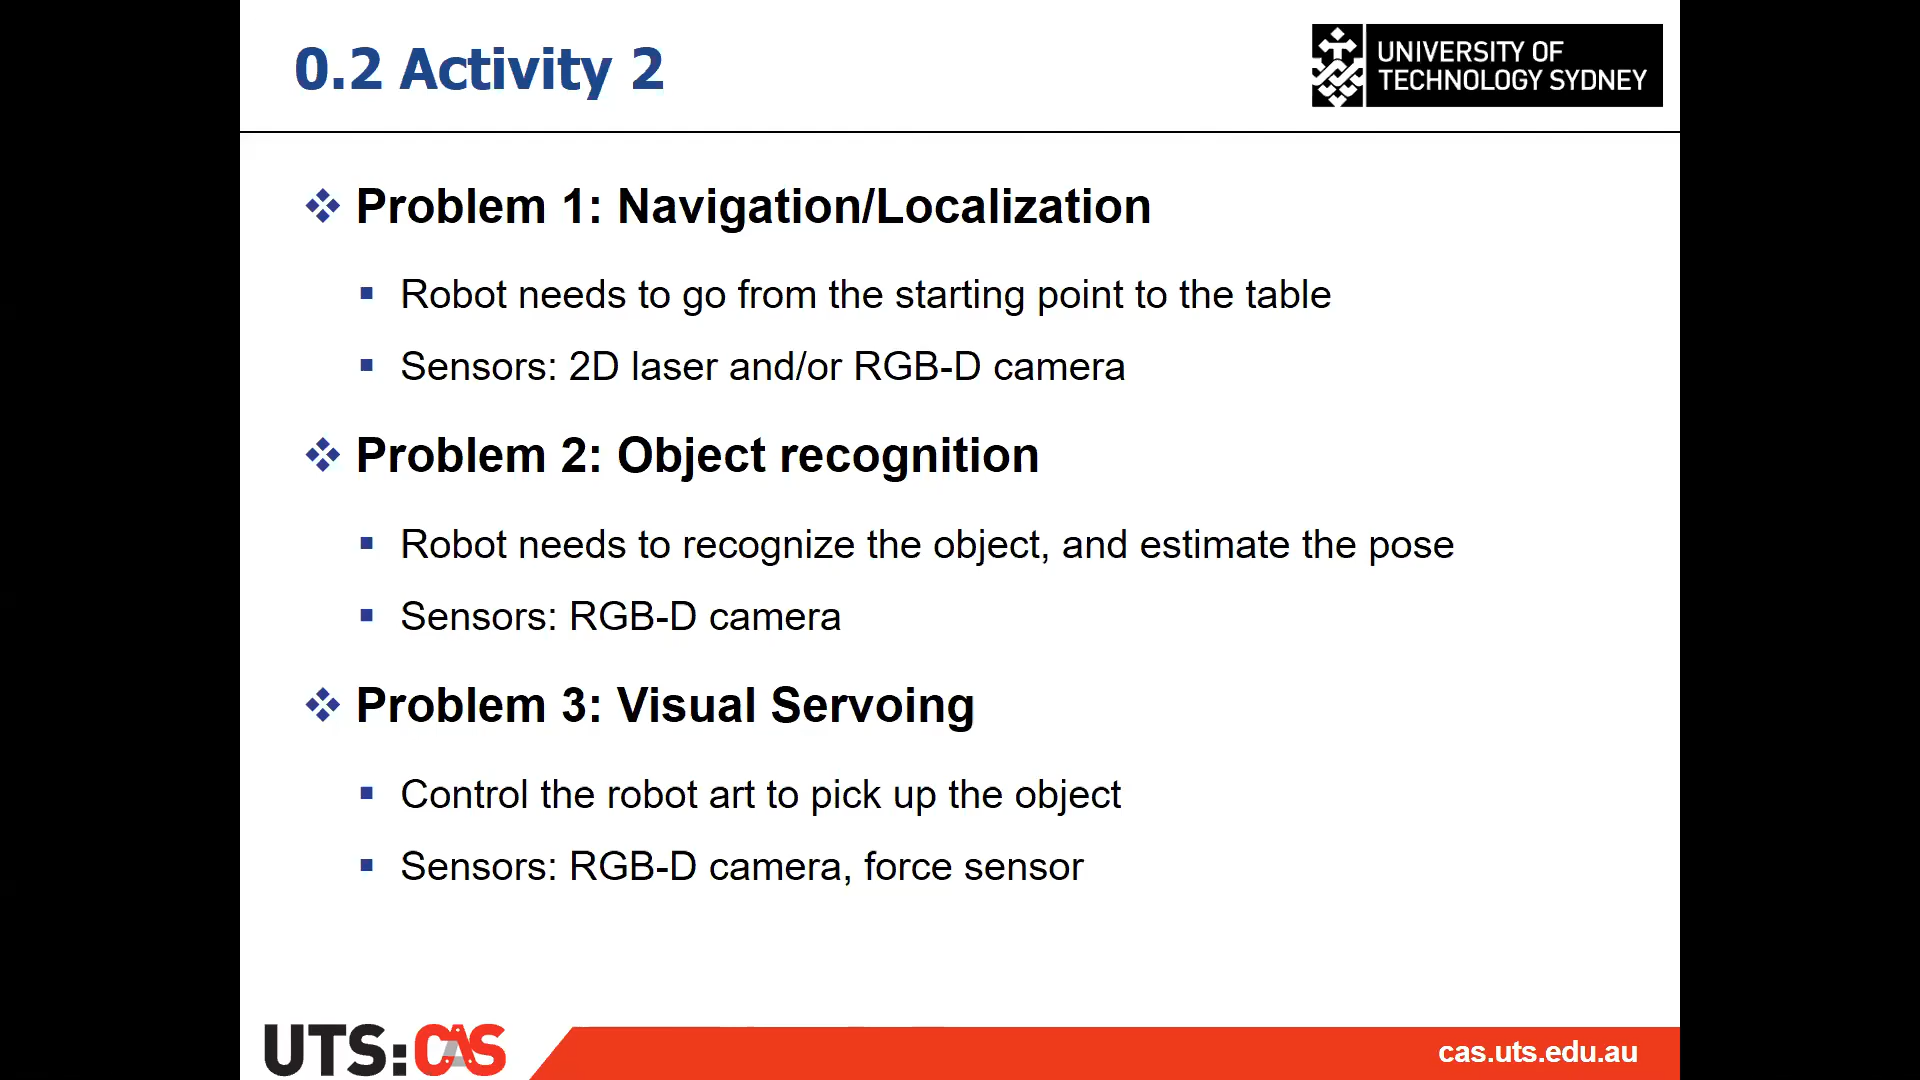 0.2 Activity 2
UNIVERSITY OF
TECHNOLOGY SYDNEY
Problem 1: Navigation/Localization
Robot needs to go from the starting point to the table
Sensors: 2D laser and/or RGB-D camera
Problem 2: Object recognition
Robot needs to recognize the object, and estimate the pose
Sensors: RGB-D camera
Problem 3: Visual Servoing
Control the robot art to pick up the object
Sensors: RGB-D camera, force sensor
UTS:CAS
cas.uts.edu.au